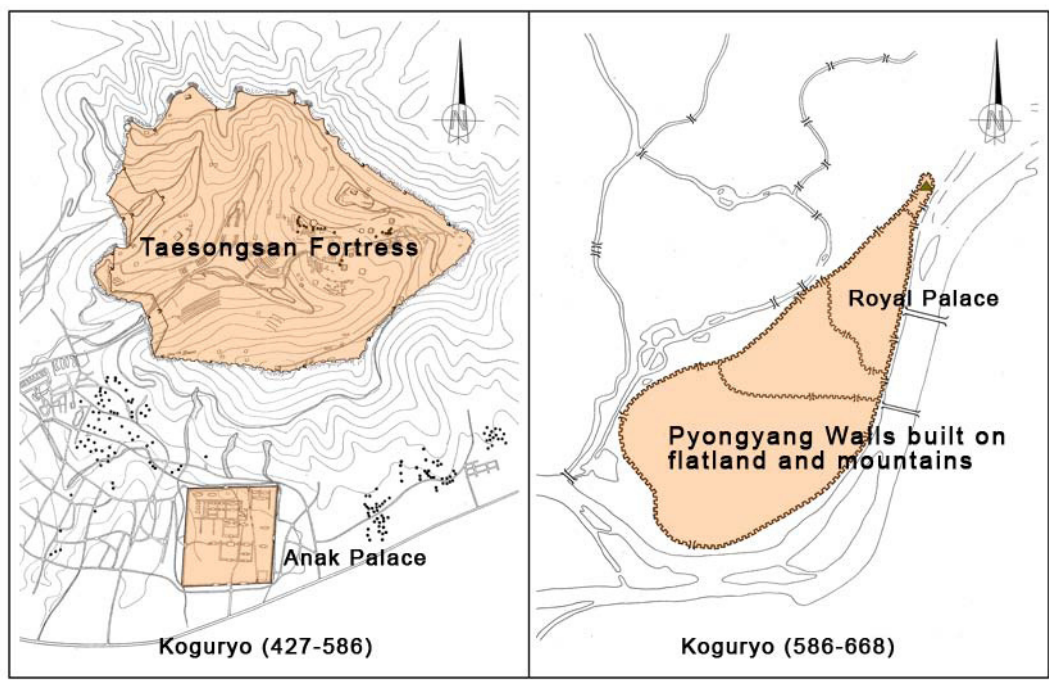 N
Taesongsan Fortress
Anak Palace
Koguryo (427-586)
N
Royal Palace
Pyongyang Walls built on
flatland and mountains
Koguryo (586-668)